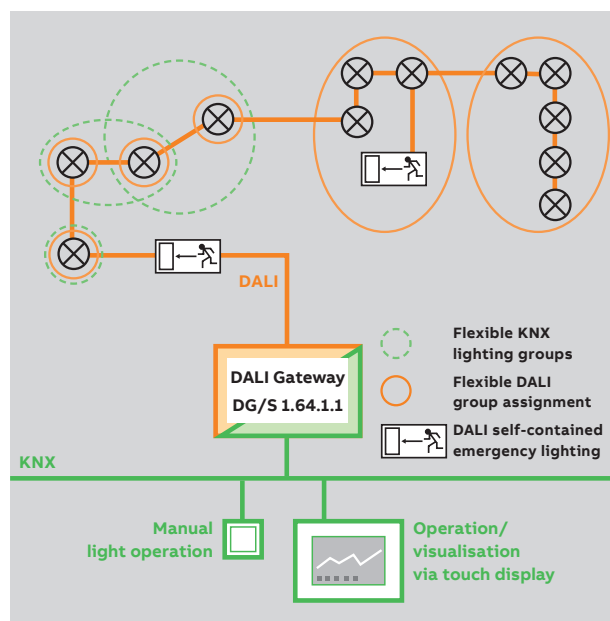 DALI
DALI Gateway
DG/S 1.64.1.1
Flexible KNX
lighting groups
Flexible DALI
group assignment
DALI self-contained
emergency lighting
KNX
Manual
light operation
Operation/
visualisation
via touch display